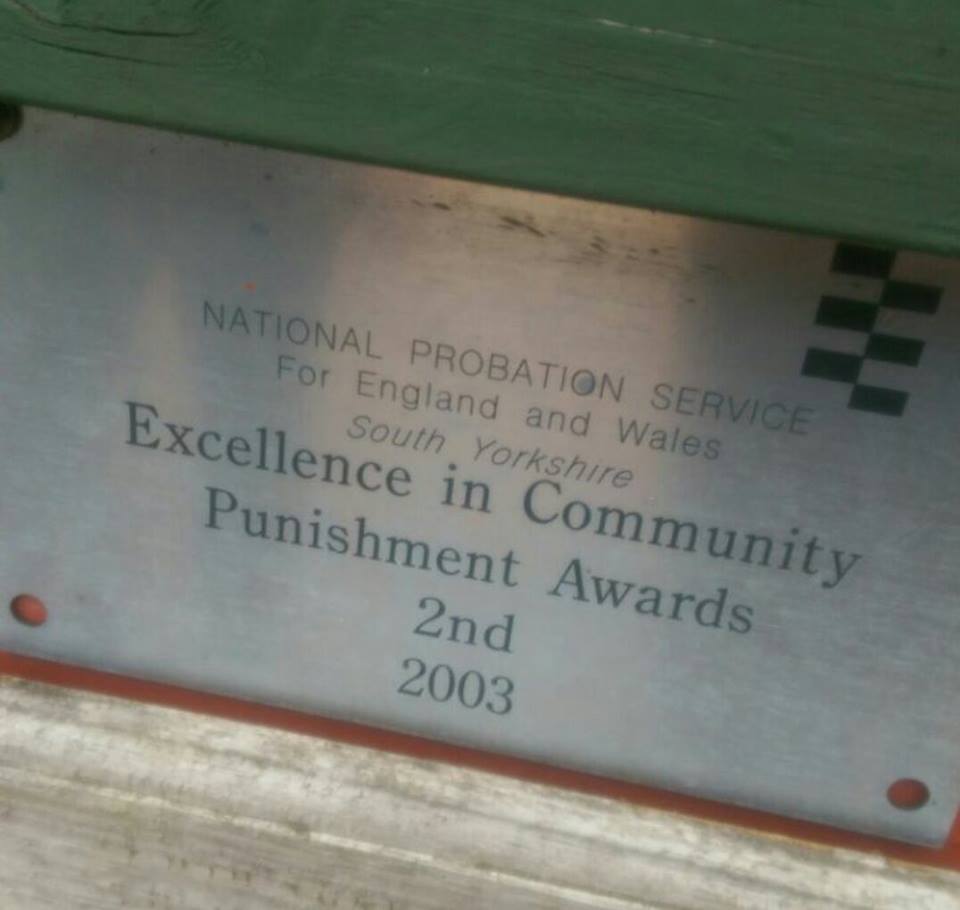 NATIONAL PROBATION SERVICE
For England and Wales
South Yorkshire
Excellence in Community
Punishment Awards
2nd
2003